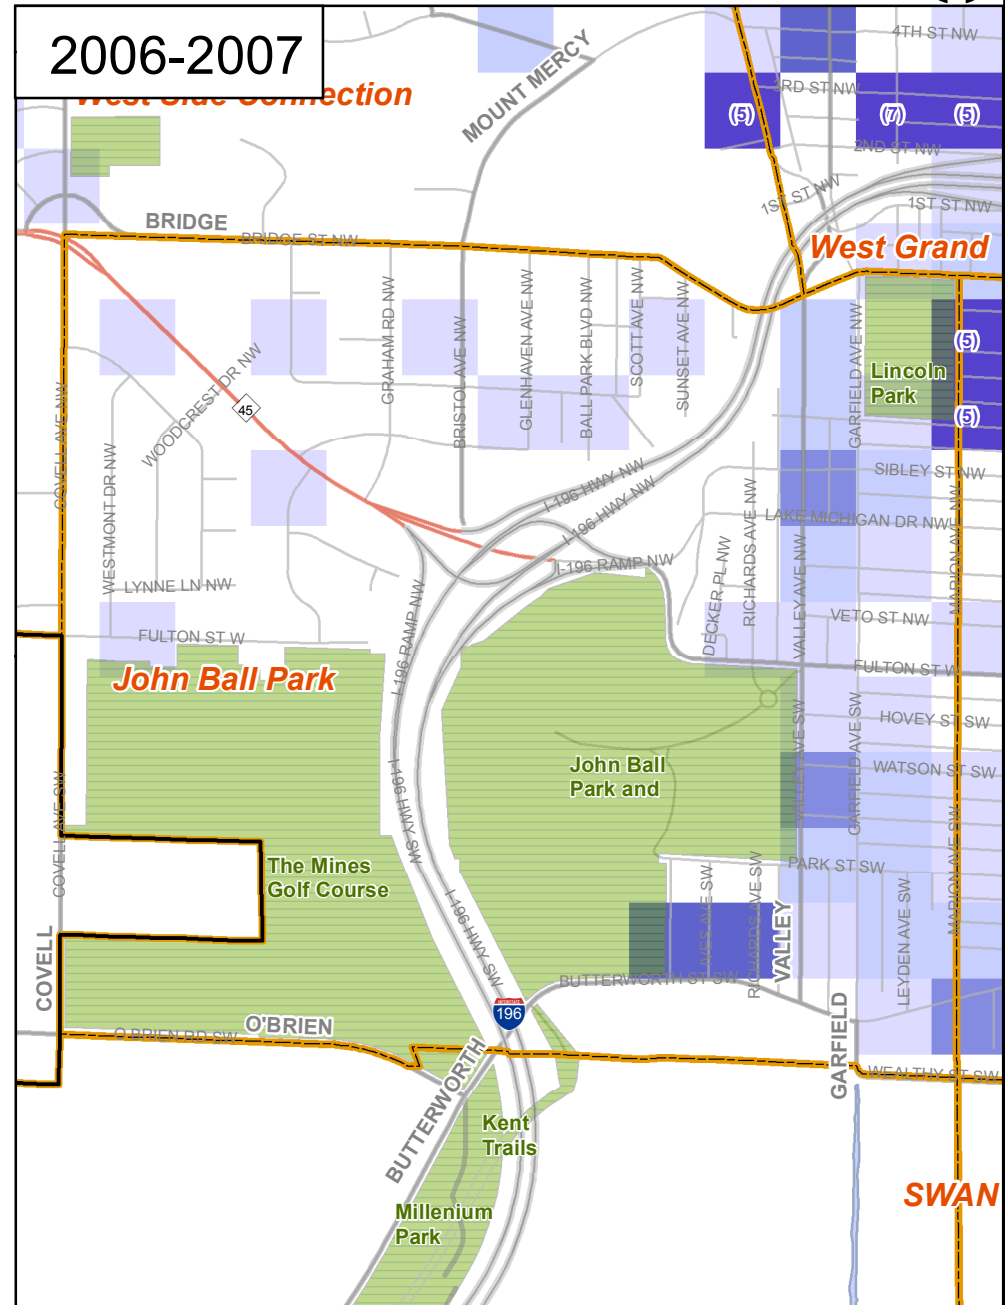 2006-2007
West Side Connection
MOUNT MERCY
4TH ST NW
3RD ST NW
(5)
(7)
(5)
2ND ST NW
1ST ST NW
1ST ST NW
BRIDGE
BRIDGE ST NW
West Grand
GRAHAM RD NW
BRISTOL AVE NW
GLENHAVEN AVE NW
BALL PARK BLVD NW
SCOTT AVE NW
SUNSET AVE NW
GARFIELD AVE NW
(5)
Lincoln
Park
(5)
WOODCREST DR NW
45
COVELL AVE NW
WESTMONT DR NW
I-196 HWY NW
I-196 HWY NW
SIBLEY ST NW
LAKE MICHIGAN DR NW
RICHARDS AVE NW
VALLEY AVE NW
MARION AVE NW
DECKER PL NW
I-196 RAMP NW
I-196 RAMP NW
LYNNE LN NW
VETO ST NW
FULTON ST W
FULTON ST W
John Ball Park
HOVEY ST SW
VALLEY AVE SW
GARFIELD AVE SW
WATSON ST SW
John Ball
Park and
I-196 HWY SW
COVELL AVE SW
The Mines
Golf Course
PARK ST SW
AVES AVE SW
RICHARDS AVE SW
MARION AVE SW
LEYDEN AVE SW
I-196 HWY SW
VALLEY
COVELL
BUTTERWORTH ST SW
196
O'BRIEN
O BRIEN RD SW
GARFIELD
WEALTHY ST SW
BUTTERWORTH
Kent
Trails
SWAN
Millenium
Park